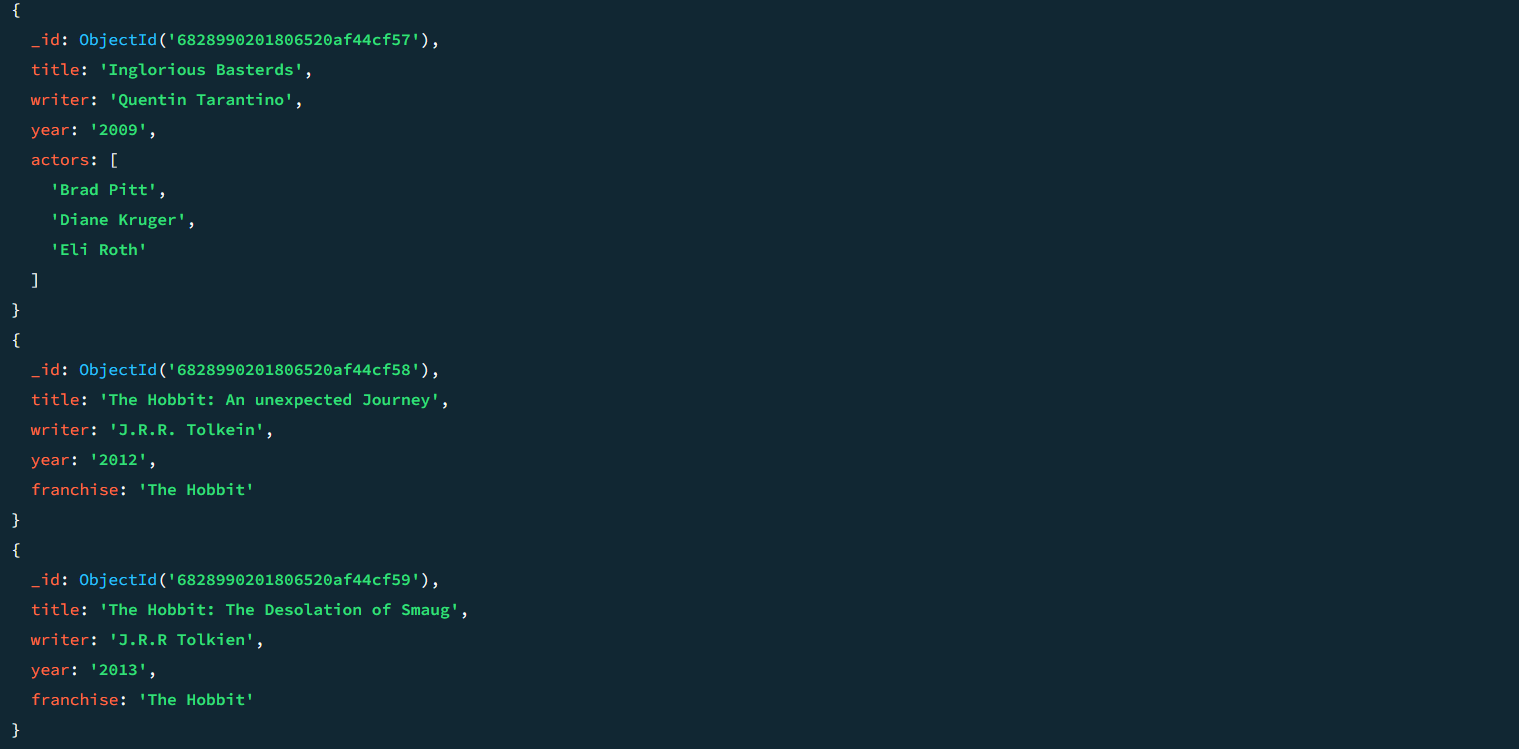 {
  _id: ObjectId('6828990201806520af44cf57'),
  title: 'Inglorious Basterds',
  writer: 'Quentin Tarantino',
  year: '2009',
  actors: [
    'Brad Pitt',
    'Diane Kruger',
    'Eli Roth'
  ]
}
{
  _id: ObjectId('6828990201806520af44cf58'),
  title: 'The Hobbit: An unexpected Journey',
  writer: 'J.R.R. Tolkein',
  year: '2012',
  franchise: 'The Hobbit'
}
{
  _id: ObjectId('6828990201806520af44cf59'),
  title: 'The Hobbit: The Desolation of Smaug',
  writer: 'J.R.R Tolkien',
  year: '2013',
  franchise: 'The Hobbit'
}